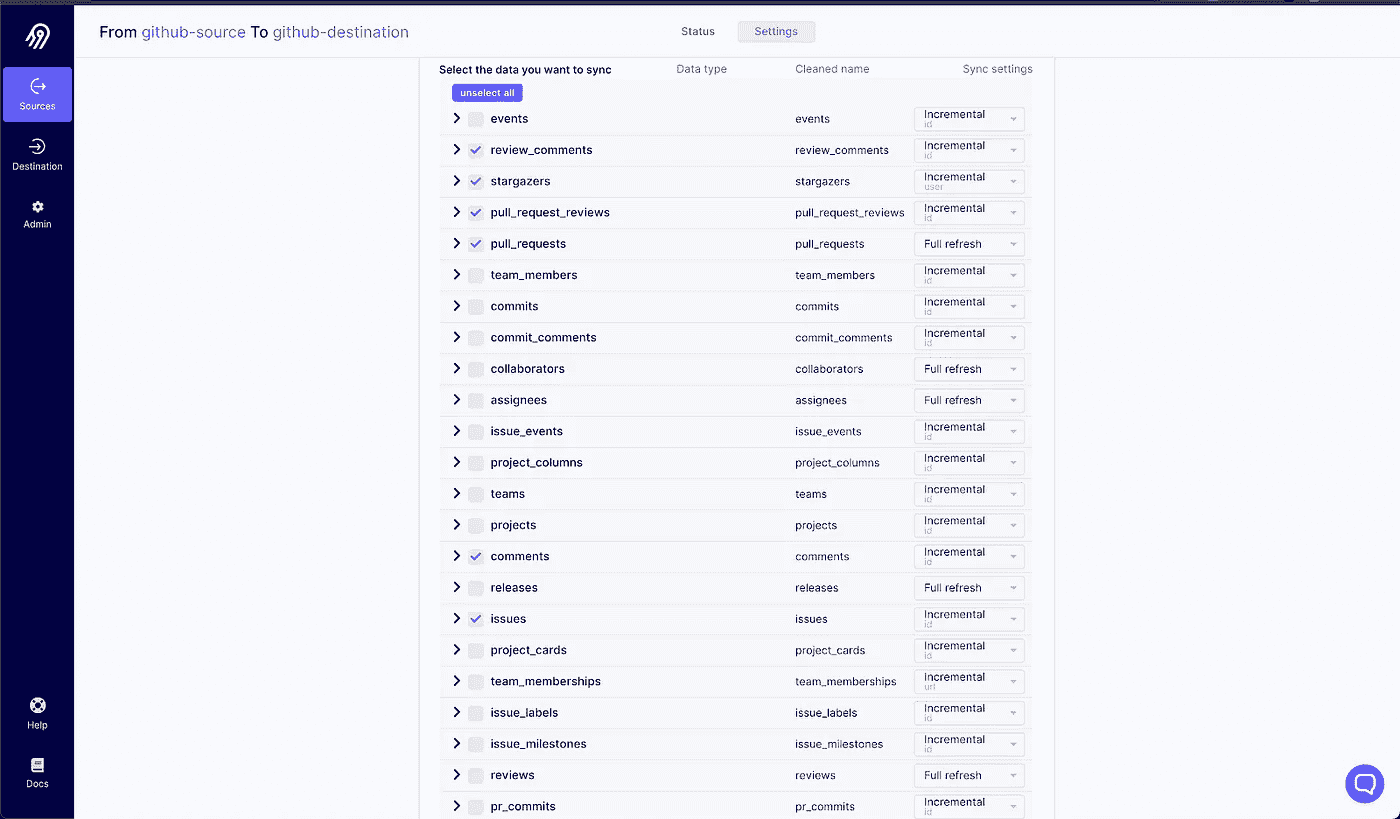 From github-source To github-destination
Status
Settings
Sources
Destination
Admin
Help
Docs
Select the data you want to sync Data type Cleaned name Sync settings
unselect all
events events Incremental
id
review_comments review_comments Incremental
id
stargazers stargazers Incremental
user
pull_request_reviews pull_request_reviews Incremental
id
pull_requests pull_requests Full refresh
team_members team_members Incremental
id
commits commits Incremental
id
commit_comments commit_comments Incremental
id
collaborators collaborators Full refresh
assignees assignees Full refresh
issue_events issue_events Incremental
id
project_columns project_columns Incremental
id
teams teams Incremental
id
projects projects Incremental
id
comments comments Incremental
id
releases releases Full refresh
issues issues Incremental
id
project_cards project_cards Incremental
id
team_memberships team_memberships Incremental
url
issue_labels issue_labels Incremental
id
issue_milestones issue_milestones Incremental
id
reviews reviews Full refresh
pr_commits pr_commits Incremental
id